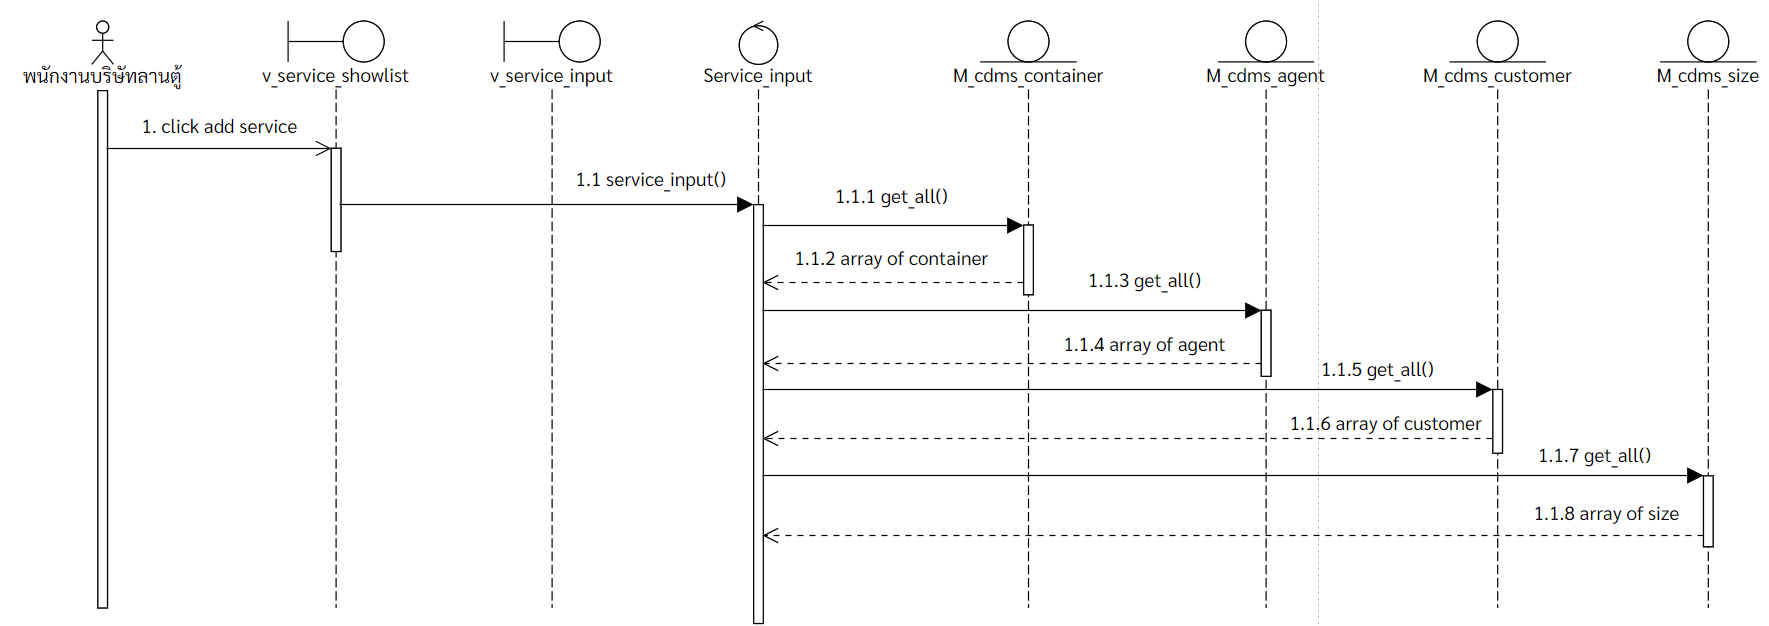 พนักงานบริษัทลานตู้
v_service_showlist
v_service_input
Service_input
M_cdms_container
M_cdms_agent
M_cdms_customer
M_cdms_size
1. click add service
1.1 service_input()
1.1.1 get_all()
1.1.2 array of container
1.1.3 get_all()
1.1.4 array of agent
1.1.5 get_all()
1.1.6 array of customer
1.1.7 get_all()
1.1.8 array of size